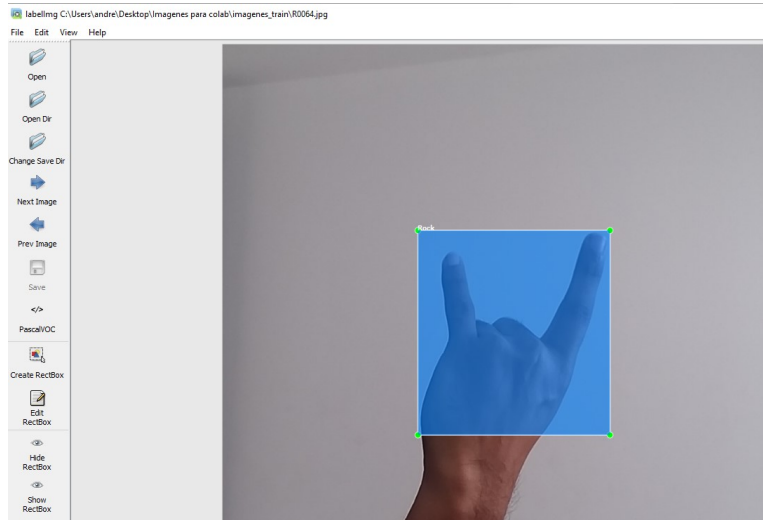 labelImg C:\Users\andre\Desktop\Imagenes para colab\imagenes_train\R0064.jpg
File Edit View Help
Open
Open Dir
Change Save Dir
Next Image
Prev Image
Save
</>
PascalVOC
Create RectBox
Edit
RectBox
Hide
RectBox
Show
RectBox
Rock